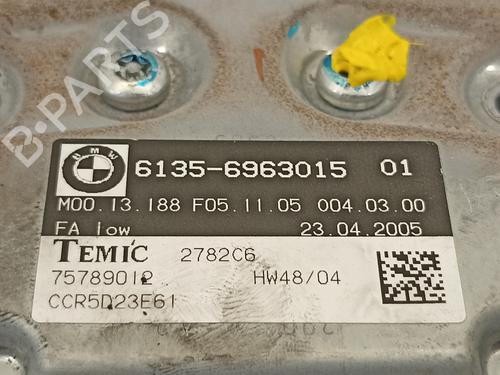 B-PARTS
BMW
6135-6963015 01
M00.13.188 F05.11.05 004.03.00
FA low 23.04.2005
TEMIC 2782C6
75789012 HW48/04
CCR5D23E61